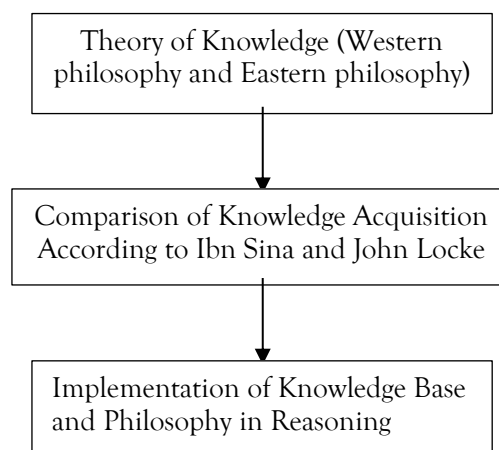 Theory of Knowledge (Western
philosophy and Eastern philosophy)
Comparison of Knowledge Acquisition
According to Ibn Sina and John Locke
Implementation of Knowledge Base
and Philosophy in Reasoning